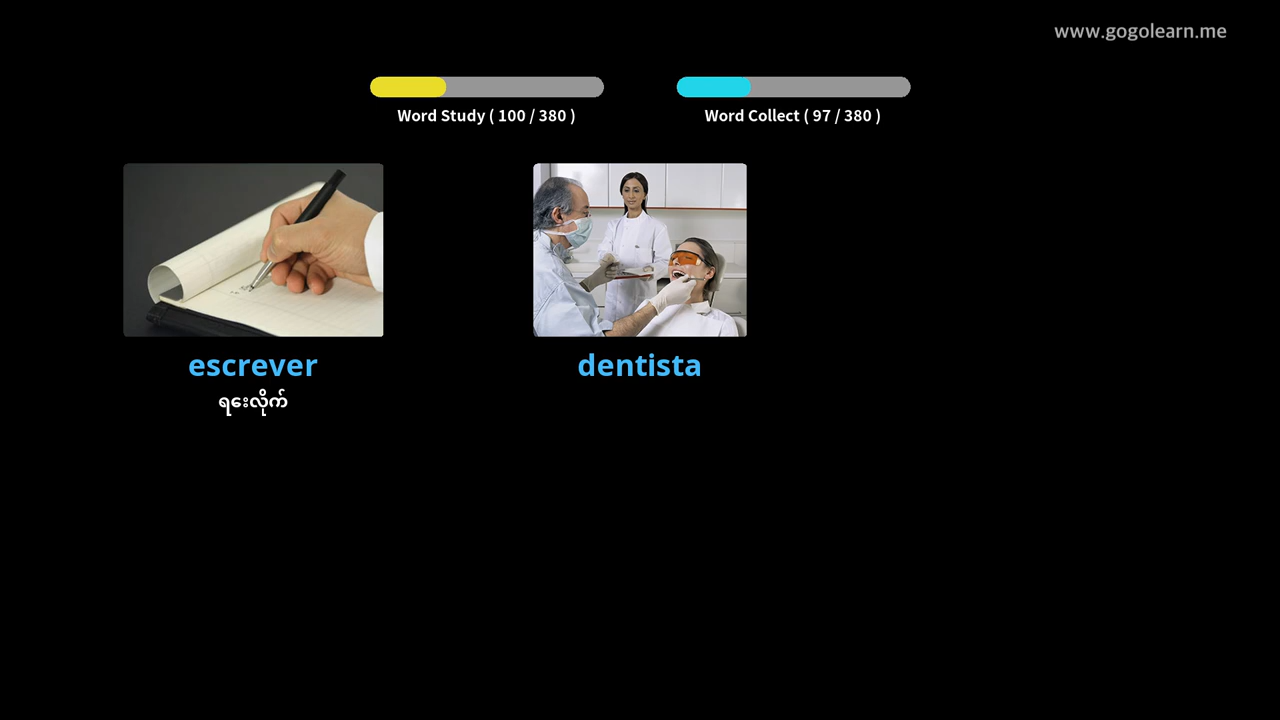 www.gogolearn.me
Word Study ( 100 / 380 )
Word Collect ( 97 / 380 )
escrever
dentista
ရေးလိုက်